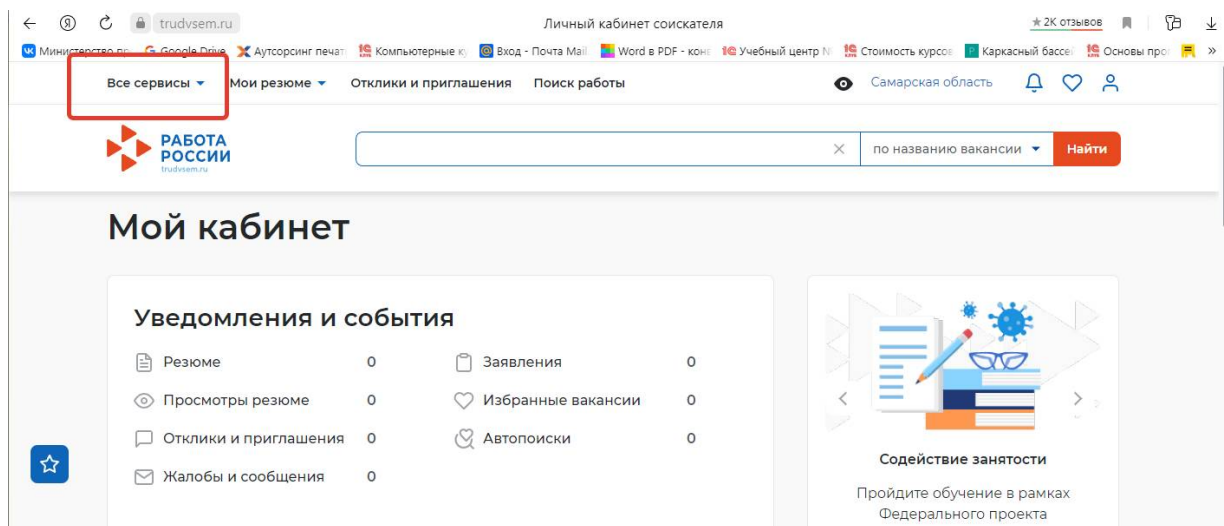 trudvsem.ru Личный кабинет соискателя 2К отзывов
Министерство пр Google Drive Аутсорсинг печат Компьютерные к Вход - Почта Mail Word в PDF - кон Учебный центр Стоимость курсов Каркасный бассе Основы про »
Все сервисы Мои резюме Отклики и приглашения Поиск работы Самарская область
РАБОТА
РОССИИ
trudvsem.ru
по названию вакансии Найти
Мой кабинет
Уведомления и события
Резюме 0 Заявления 0
Просмотры резюме 0 Избранные вакансии 0
Отклики и приглашения 0 Автопоиски 0
Жалобы и сообщения 0
Содействие занятости
Пройдите обучение в рамках
Федерального проекта